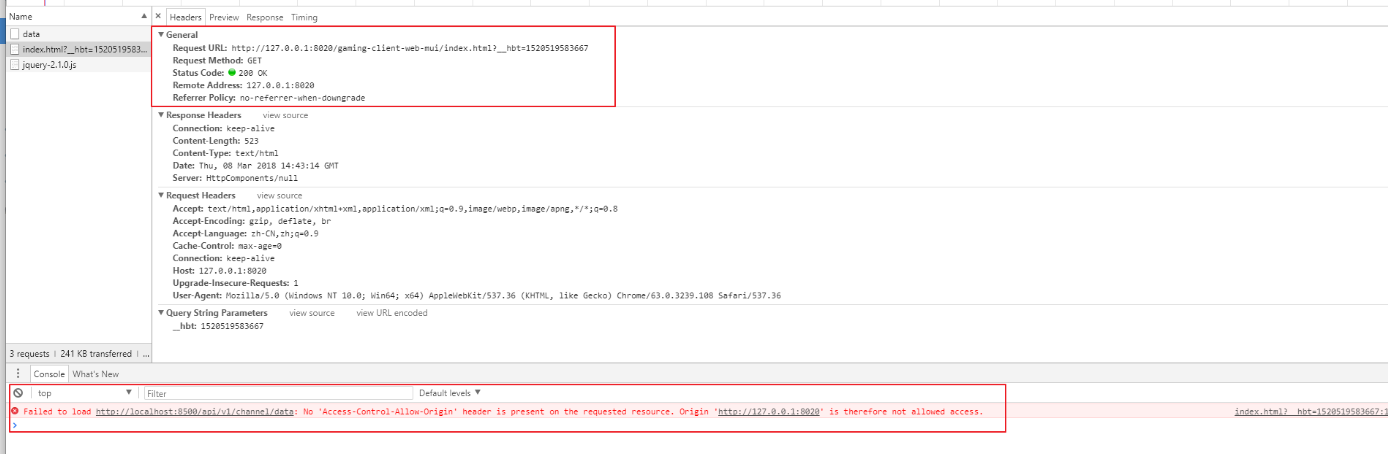 Name
Headers Preview Response Timing
data
index.html?__hbt=1520519583...
jquery-2.1.0.js
General
Request URL: http://127.0.0.1:8020/gaming-client-web-mui/index.html?__hbt=1520519583667
Request Method: GET
Status Code: 200 OK
Remote Address: 127.0.0.1:8020
Referrer Policy: no-referrer-when-downgrade
Response Headers view source
Connection: keep-alive
Content-Length: 523
Content-Type: text/html
Date: Thu, 08 Mar 2018 14:43:14 GMT
Server: HttpComponents/null
Request Headers view source
Accept: text/html,application/xhtml+xml,application/xml;q=0.9,image/webp,image/apng,*/*;q=0.8
Accept-Encoding: gzip, deflate, br
Accept-Language: zh-CN,zh;q=0.9
Cache-Control: max-age=0
Connection: keep-alive
Host: 127.0.0.1:8020
Upgrade-Insecure-Requests: 1
User-Agent: Mozilla/5.0 (Windows NT 10.0; Win64; x64) AppleWebKit/537.36 (KHTML, like Gecko) Chrome/63.0.3239.108 Safari/537.36
Query String Parameters view source view URL encoded
__hbt: 1520519583667
3 requests | 241 KB transferred | ...
Console What's New
top Filter Default levels
Failed to load http://localhost:8500/api/v1/channel/data: No 'Access-Control-Allow-Origin' header is present on the requested resource. Origin 'http://127.0.0.1:8020' is therefore not allowed access. index.html?__hbt=1520519583667:1